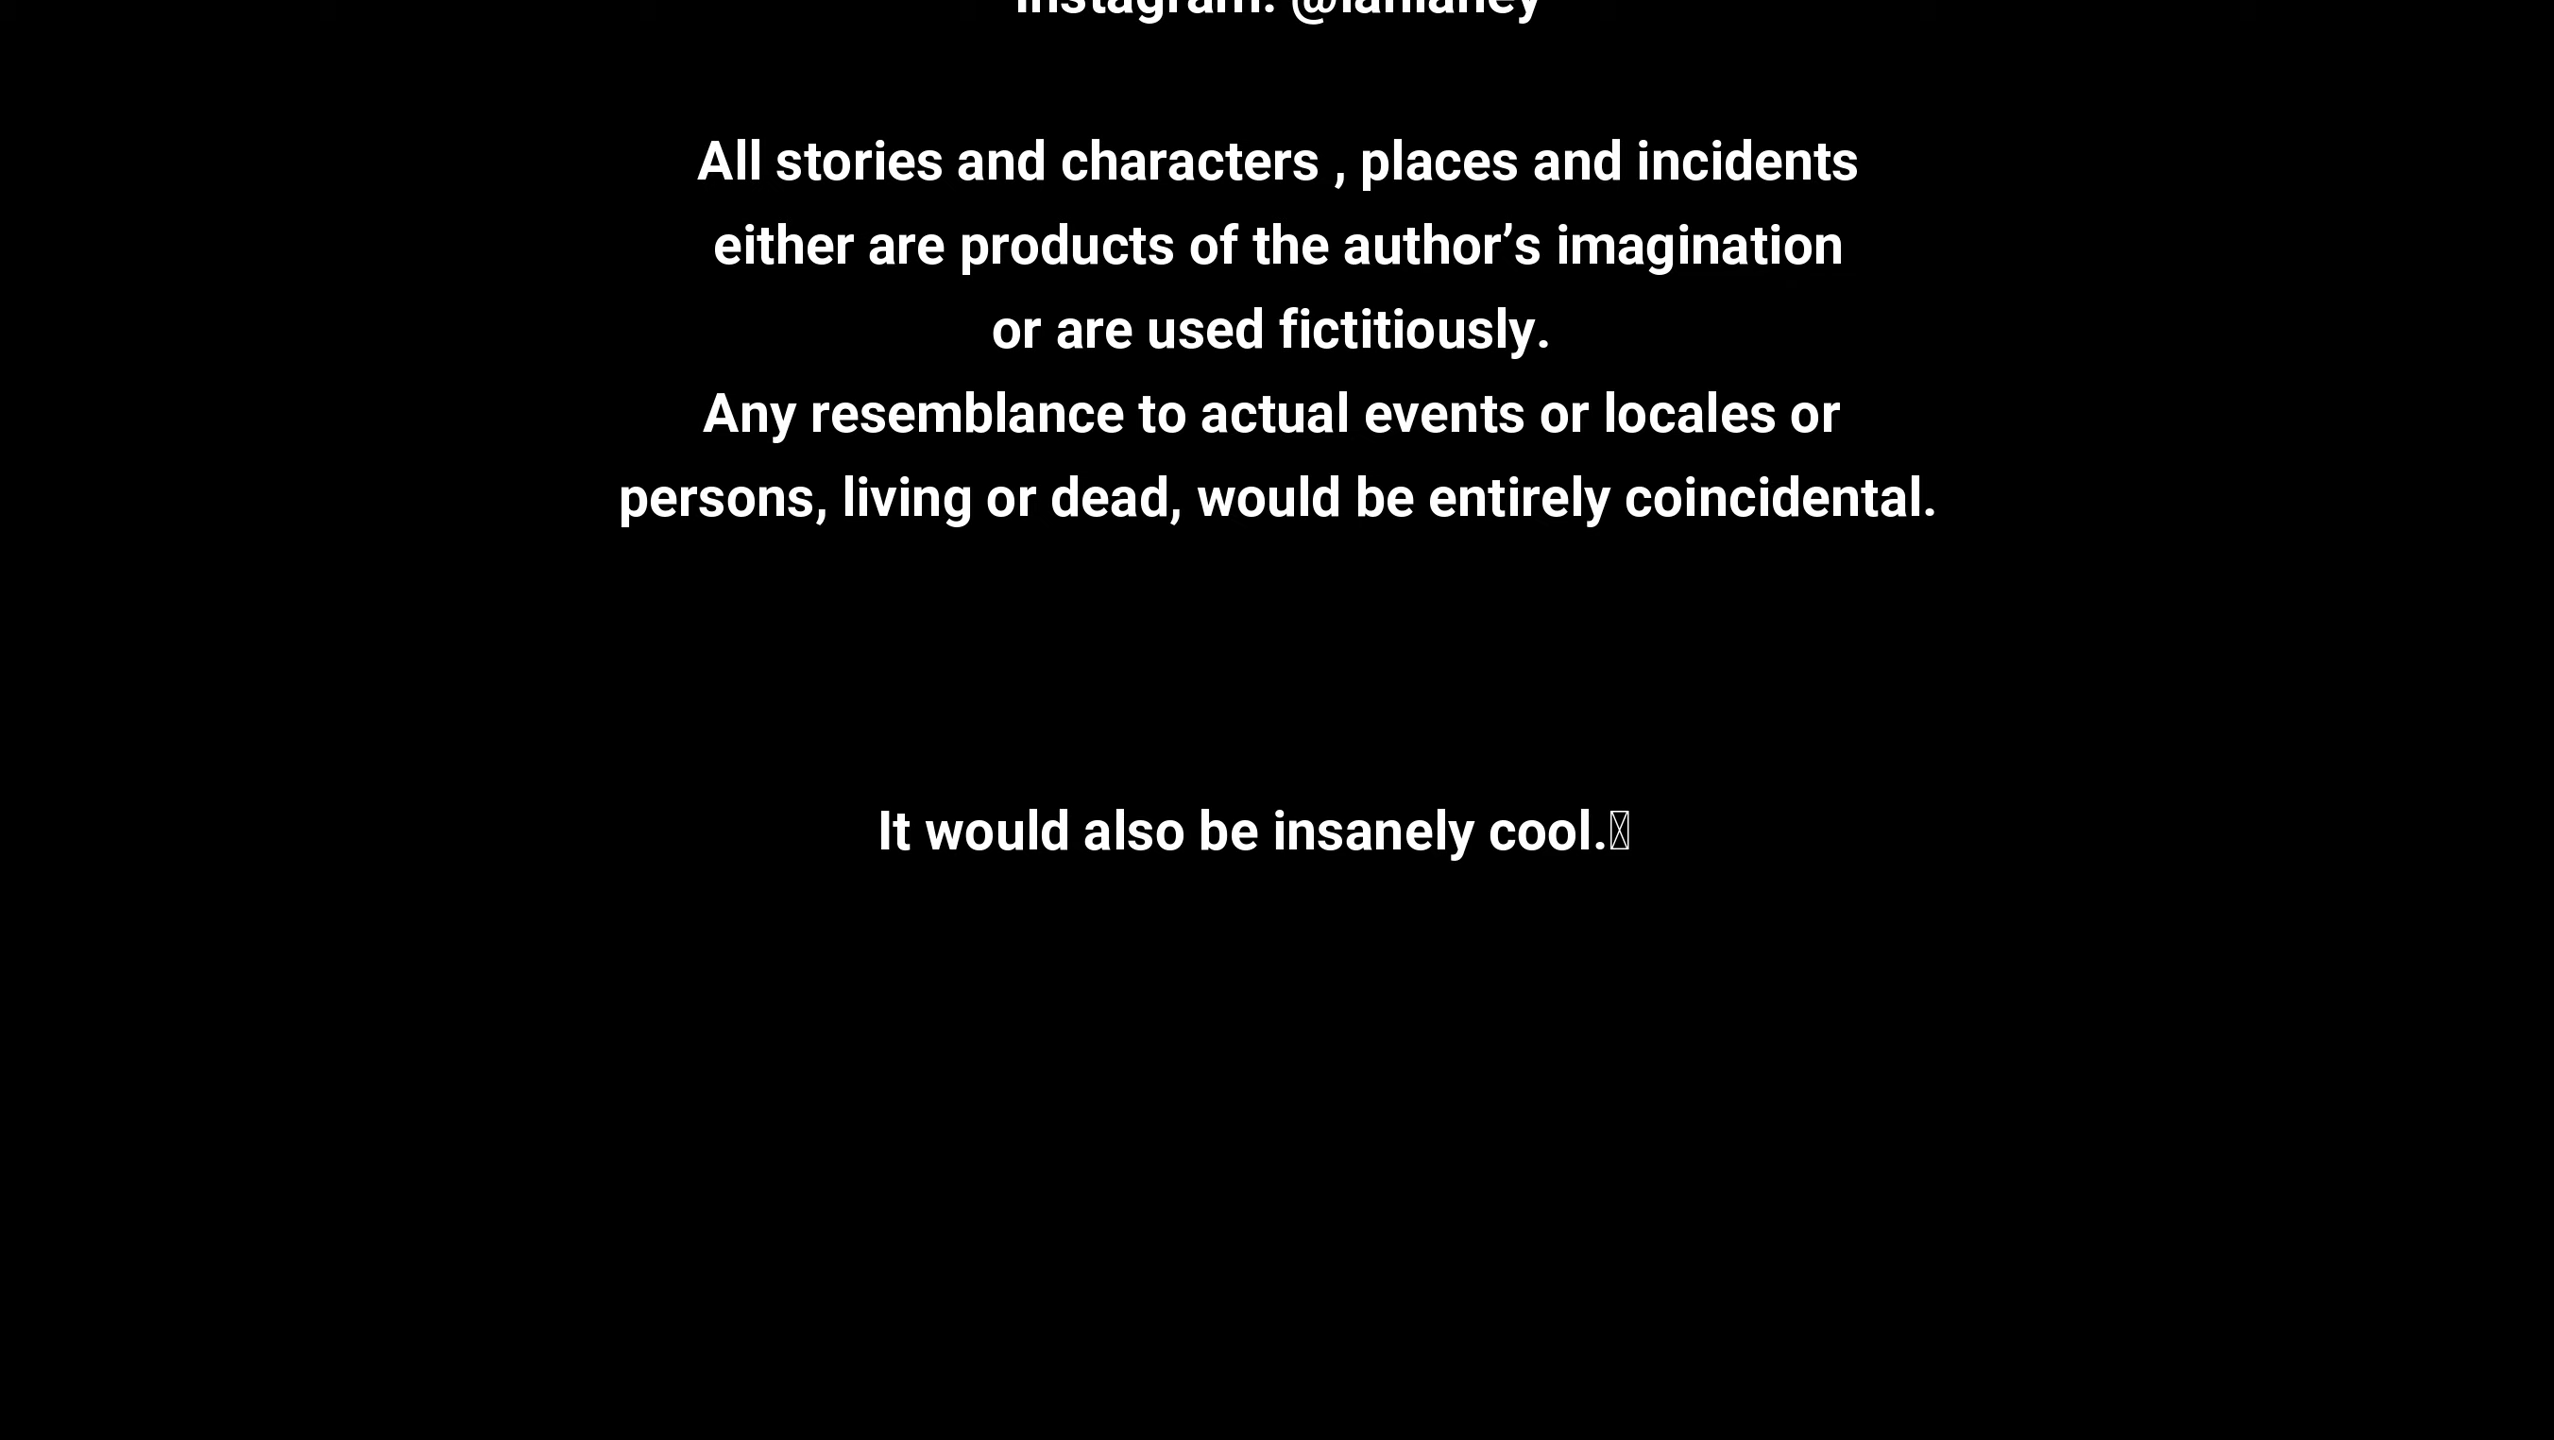 Instagram:
All stories and characters , places and incidents
either are products of the author’s imagination
or are used fictitiously.
Any resemblance to actual events or locales or
persons, living or dead, would be entirely coincidental.
It would also be insanely cool.